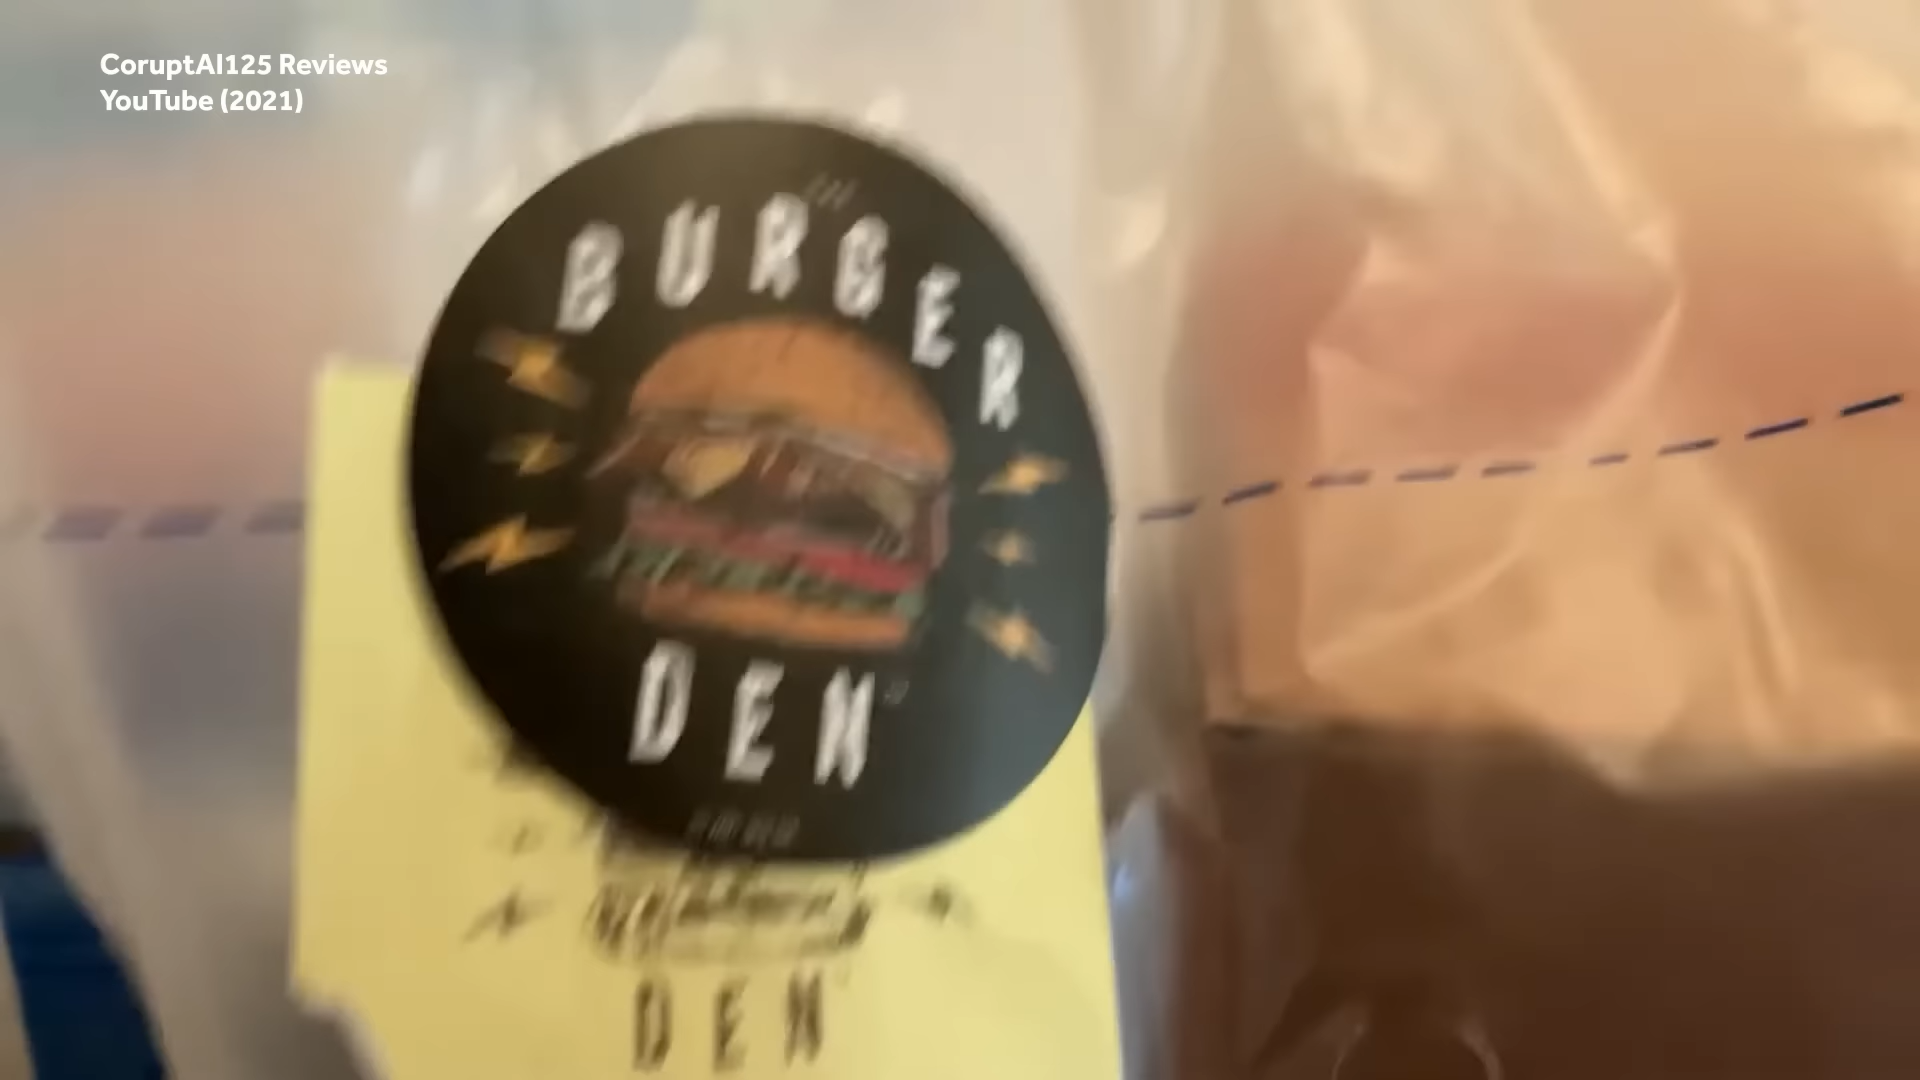 CoruptAI125 Reviews
YouTube (2021)
BURGER
DEN
DEN